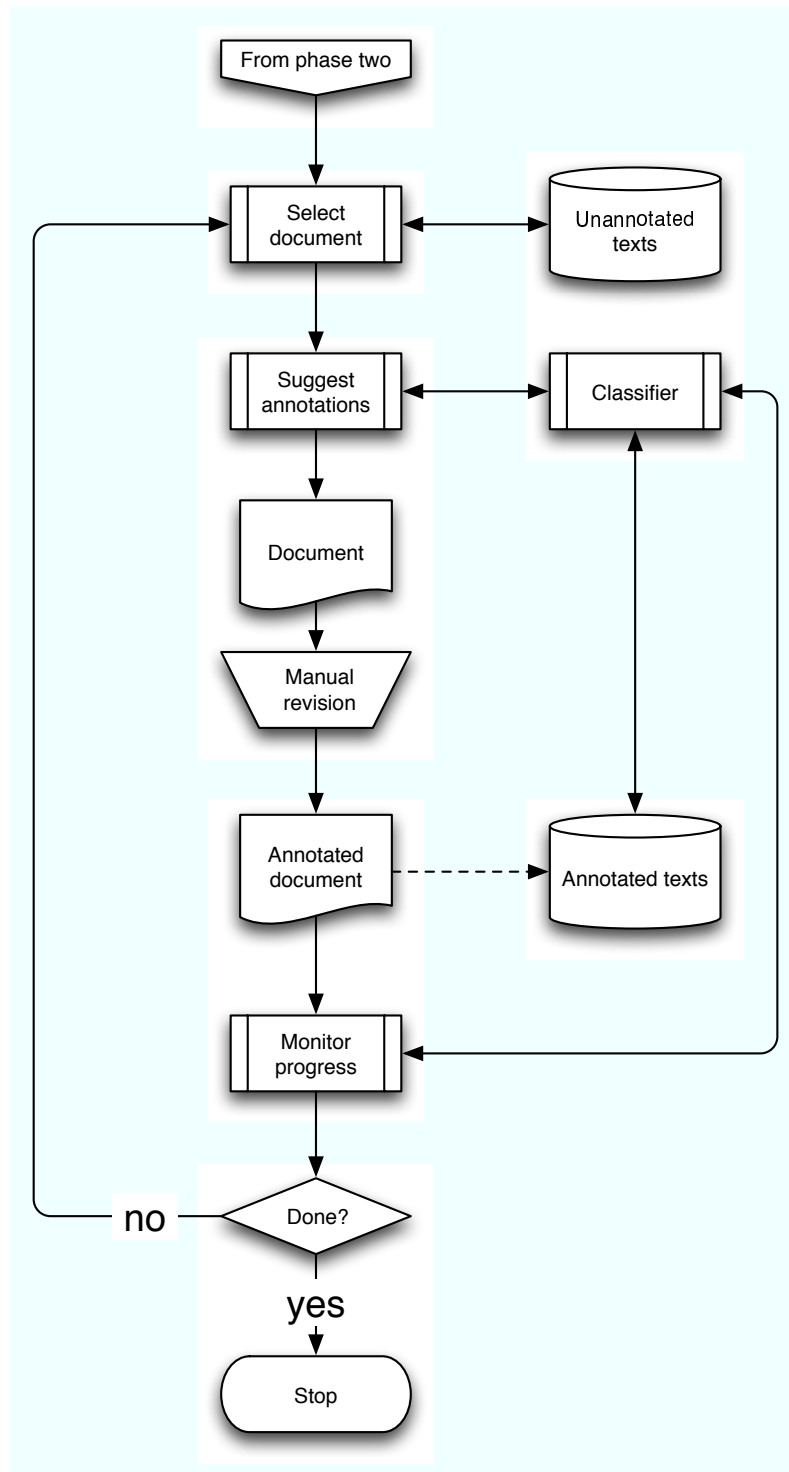 From phase two
Select
document
Unannotated
texts
Suggest
annotations
Classifier
Document
Manual
revision
Annotated
document
Annotated texts
Monitor
progress
Done?
no
yes
Stop